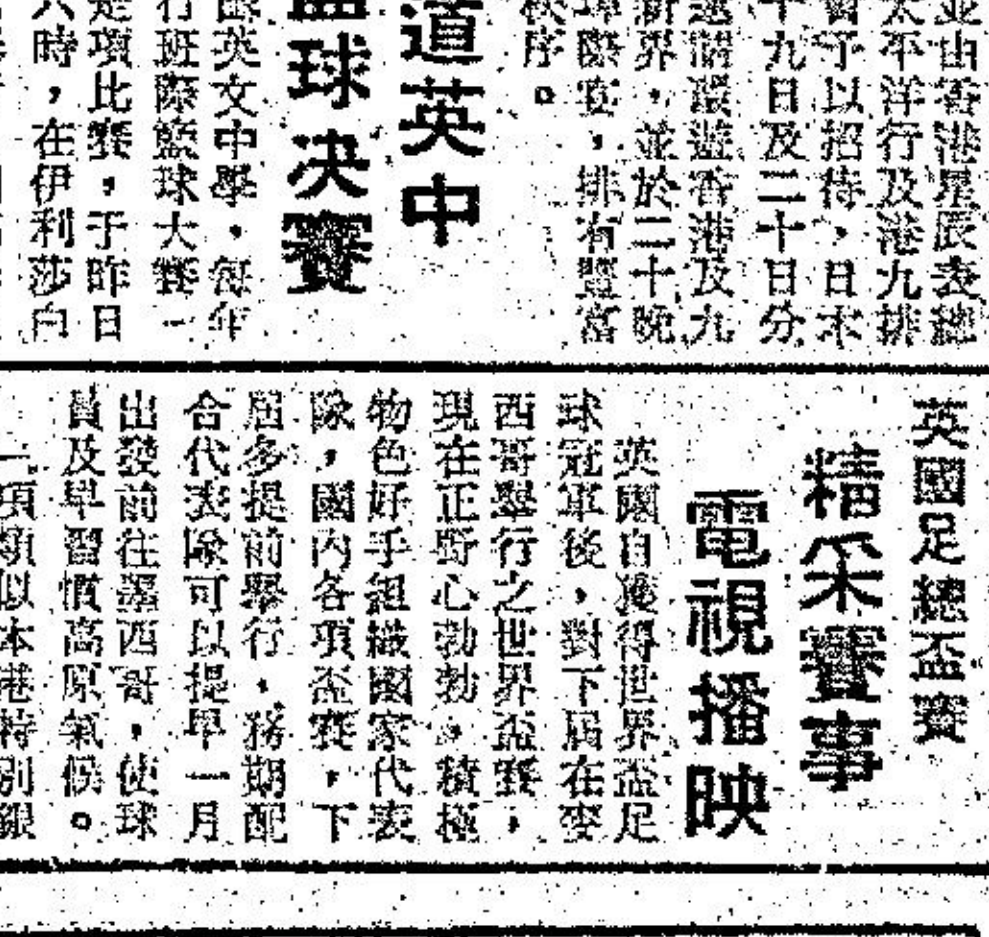 並由香港星辰表總
太平洋行及港九排
會予以招待，日本
十九日及二十日分
遊香港及九
新界，並於二十晚
埠際賽，排有豐富
秩序。
道英中
籃球決賽
英文中學，每年
行班際籃球大賽一
是項比賽，于昨日
六時，在伊利莎白
英國足總盃賽
精采賽事
電視播映
英國自獲得世界盃足
球冠軍後，對下屆在墨
西哥舉行之世界盃賽，
現在正野心勃勃，積極
物色好手組織國家代表
隊，國內各項盃賽，下
屆多提前舉行，務期配
合代表隊可以提早一月
出發前往墨西哥，使球
員及早習慣高原氣候。
一項類似本港特別銀